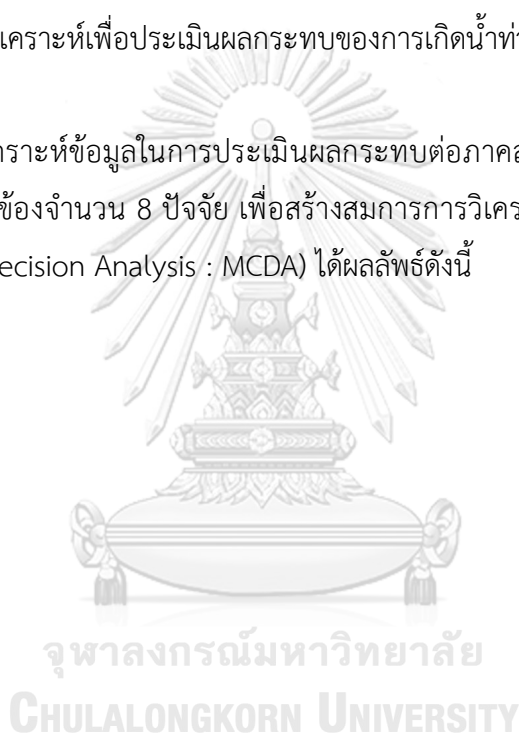 เคราะห์เพื่อประเมินผลกระทบของการเกิดน้ำท่
ราะห์ข้อมูลในการประเมินผลกระทบต่อภาคส
ข้องจำนวน 8 ปัจจัย เพื่อสร้างสมการการวิเคร
ecision Analysis : MCDA) ได้ผลลัพธ์ดังนี้
จุฬาลงกรณ์มหาวิทยาลัย
CHULALONGKORN UNIVERSITY